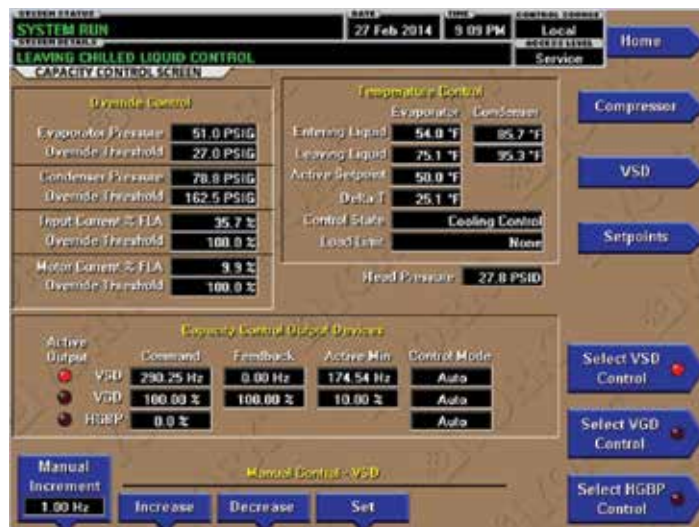 SYSTEM STATUS
SYSTEM RUN
DATE
27 Feb 2014
TIME
9:09 PM
CONTROL SOURCE
Local
SYSTEM DETAILS
LEAVING CHILLED LIQUID CONTROL
ACCESS LEVEL
Service
CAPACITY CONTROL SCREEN
Home
Compressor
VSD
Setpoints
Override Control
Evaporator Pressure 51.0 PSIG
Override Threshold 27.0 PSIG
Condenser Pressure 78.8 PSIG
Override Threshold 162.5 PSIG
Input Current % FLA 35.7 %
Override Threshold 100.0 %
Motor Current % FLA 9.9 %
Override Threshold 100.0 %
Temperature Control
Evaporator Condenser
Entering Liquid 54.0 °F 85.7 °F
Leaving Liquid 75.1 °F 95.3 °F
Active Setpoint 50.0 °F
Delta T 25.1 °F
Control State Cooling Control
Load Limit None
Head Pressure 27.8 PSID
Capacity Control Output Devices
Active Output Command Feedback Active Min Control Mode
VSD 290.25 Hz 0.00 Hz 174.54 Hz Auto
VGD 100.00 % 100.00 % 10.00 % Auto
HGBP 0.0 % Auto
Select VSD Control
Select VGD Control
Select HGBP Control
Manual Control - VSD
Manual Increment
1.00 Hz
Increase
Decrease
Set